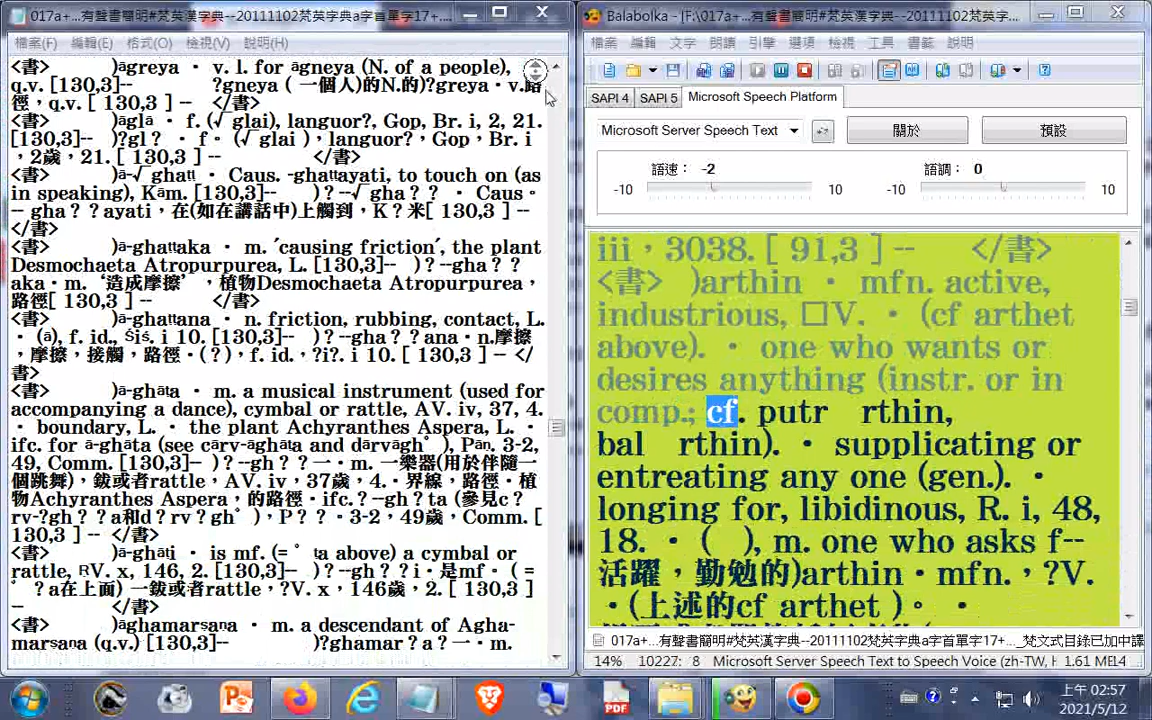 有聲書簡明#梵英漢字典--20111102梵英字典a字首單字17+...
檔案(F) 編輯(E) 格式(O) 檢視(V) 說明(H)
<書> )āgreya • v. l. for āgneya (N. of a people),
q.v. [130,3]-- ?gneya ( 一個人)的N.的)?greya • v.路
徑, q.v. [ 130,3 ] -- </書>
<書> )āglā • f. (√ glai), languor?, Gop, Br. i, 2, 21.
[130,3]-- )?gl ? • f 。(√ glai ), languor?, Gop, Br. i
, 2歲, 21. [ 130,3 ] -- </書>
<書> )ā-√ ghaṭṭ • Caus. -ghaṭṭayati, to touch on (as
in speaking), Kām. [130,3]-- )? --√ gha? ? • Caus 。
-- gha? ? ayati, 在(如在講話中)上觸到, K ? 米[ 130,3 ] --
</書>
<書> )ā-ghaṭṭaka • m. 'causing friction', the plant
Desmochaeta Atropurpurea, L. [130,3]-- )? --gha? ?
aka • m. ‘造成摩擦’, 植物Desmochaeta Atropurpurea,
路徑[ 130,3 ] -- </書>
<書> )ā-ghaṭṭana • n. friction, rubbing, contact, L.
• (ā), f. id., Śiś. i 10. [130,3]-- )? --gha? ? ana • n.摩擦
, 摩擦, 接觸, 路徑 • ( ? ), f. id. , ?i?. i 10. [ 130,3 ] -- </
書>
<書> )ā-ghāṭa • m. a musical instrument (used for
accompanying a dance), cymbal or rattle, AV. iv, 37, 4.
• boundary, L. • the plant Achyranthes Aspera, L. •
ifc. for ā-ghāta (see cārv-āghāta and dārvāgh°), Pāṇ. 3-2,
49, Comm. [130,3]-- )? --gh ? ? 一 • m. 一樂器(用於伴隨一
個跳舞), 鈸或者rattle, AV. iv, 37歲, 4. • 界線, 路徑 • 植
物Achyranthes Aspera, 的路徑 • ifc. ? --gh ? ta (參見c ?
rv-?gh ? ? a和d ? rv ? gh°), P ? ? • 3-2, 49歲, Comm. [
130,3 ] -- </書>
<書> )ā-ghāṭi • is mf. (= ° ṭa above) a cymbal or
rattle, RV. x, 146, 2. [130,3]-- )? --gh ? ? i • 是mf 。( =
° ? a在上面) 一鈸或者rattle, ?V. x, 146歲, 2. [ 130,3 ]
-- </書>
<書> )āghamarṣaṇa • m. a descendant of Agha-
marṣaṇa (q.v.) [130,3]-- )?ghamar ? a ? 一 • m.
Balabolka - [F:\017a+...有聲書簡明#梵英漢字典--20111102梵英字...
檔案 編輯 文字 朗讀 引擎 選項 檢視 工具 書籤 說明
SAPI 4 SAPI 5 Microsoft Speech Platform
Microsoft Server Speech Text 關於 預設
語速: -2 語調: 0
-10 10 -10 10
iii, 3038. [ 91,3 ] -- </書>
<書> )arthin • mfn. active,
industrious, □V. • (cf arthet
above). • one who wants or
desires anything (instr. or in
comp.; cf. putr rthin,
bal rthin). • supplicating or
entreating any one (gen.). •
longing for, libidinous, R. i, 48,
18. • ( ), m. one who asks f--
活躍, 勤勉的)arthin • mfn. , ?V.
• (上述的cf arthet )。 •
017a+...有聲書簡明#梵英漢字典--20111102梵英字典a字首單字17+..._梵文式目錄已加中譯
14% 10227: 8 Microsoft Server Speech Text to Speech Voice (zh-TW, H 1.61 MB
上午 02:57
2021/5/12